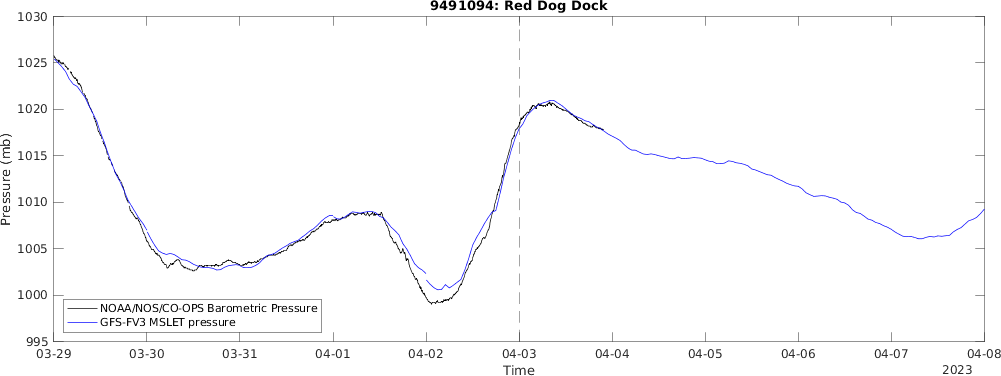 9491094: Red Dog Dock
1030
1025
1020
1015
1010
1005
1000
995
Pressure (mb)
NOAA/NOS/CO-OPS Barometric Pressure
GFS-FV3 MSLET pressure
03-29 03-30 03-31 04-01 04-02 04-03 04-04 04-05 04-06 04-07 04-08
Time
2023